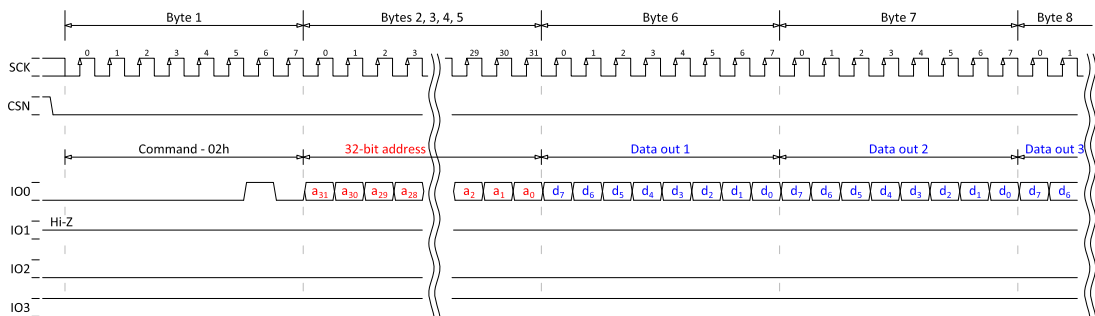 Byte 1 Bytes 2, 3, 4, 5 Byte 6 Byte 7 Byte 8
0 1 2 3 4 5 6 7 0 1 2 3 29 30 31 0 1 2 3 4 5 6 7 0 1 2 3 4 5 6 7 0 1
SCK
CSN
Command - 02h 32-bit address Data out 1 Data out 2 Data out 3
IO0 a31 a30 a29 a28 a2 a1 a0 d7 d6 d5 d4 d3 d2 d1 d0 d7 d6 d5 d4 d3 d2 d1 d0 d7 d6
Hi-Z
IO1
IO2
IO3